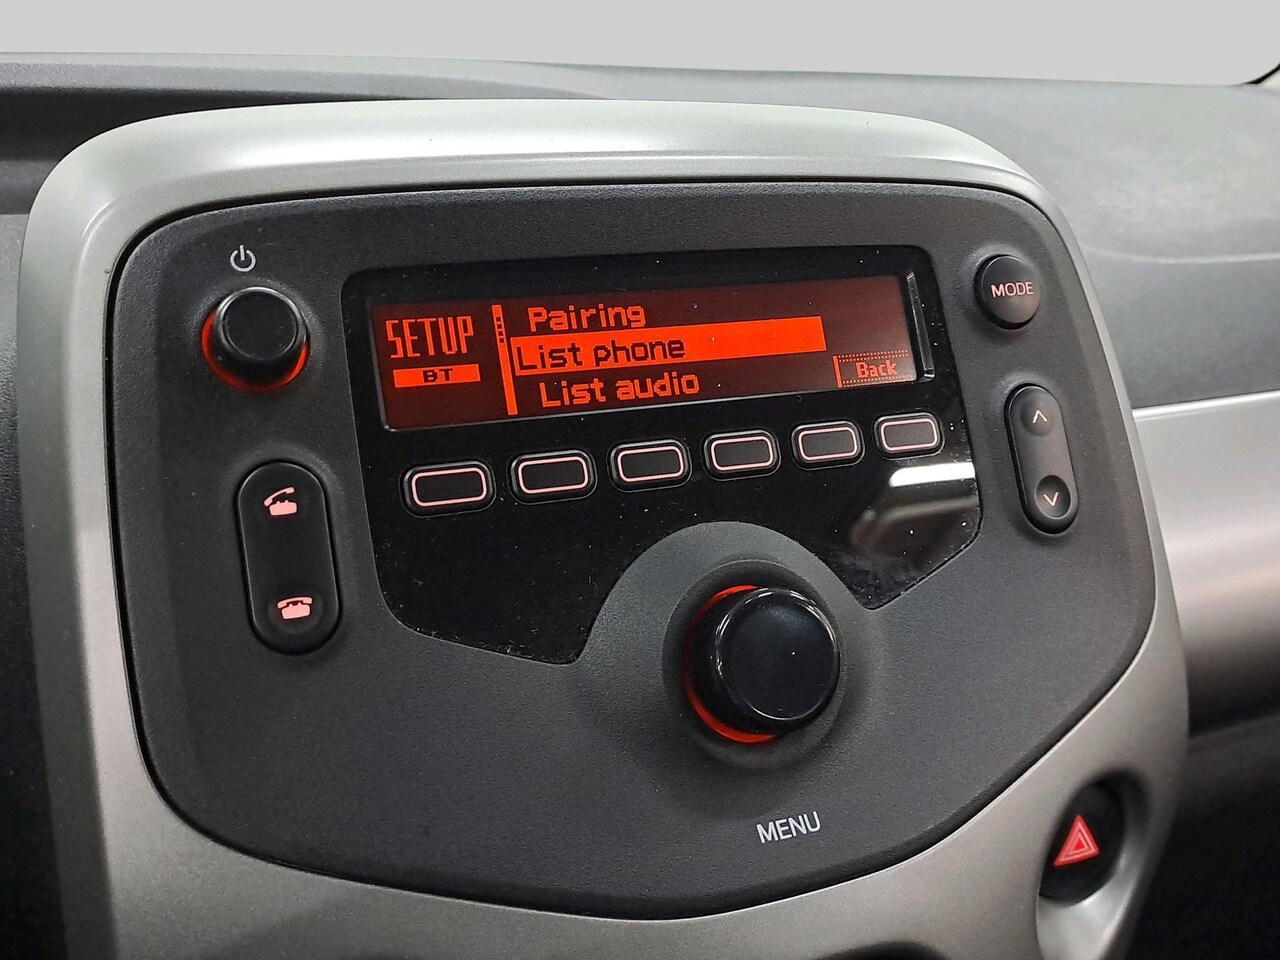 SETUP
BT
Pairing
List phone
List audio
Back
MODE
MENU